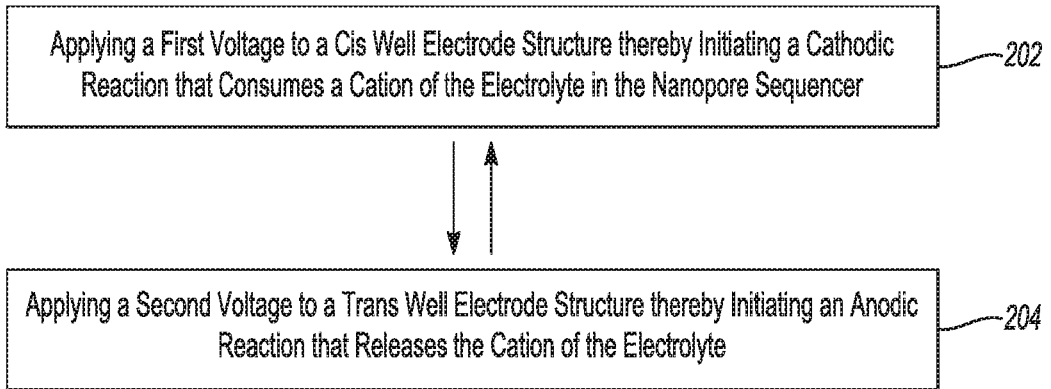 Applying a First Voltage to a Cis Well Electrode Structure thereby Initiating a Cathodic
Reaction that Consumes a Cation of the Electrolyte in the Nanopore Sequencer
202
Applying a Second Voltage to a Trans Well Electrode Structure thereby Initiating an Anodic
Reaction that Releases the Cation of the Electrolyte
204